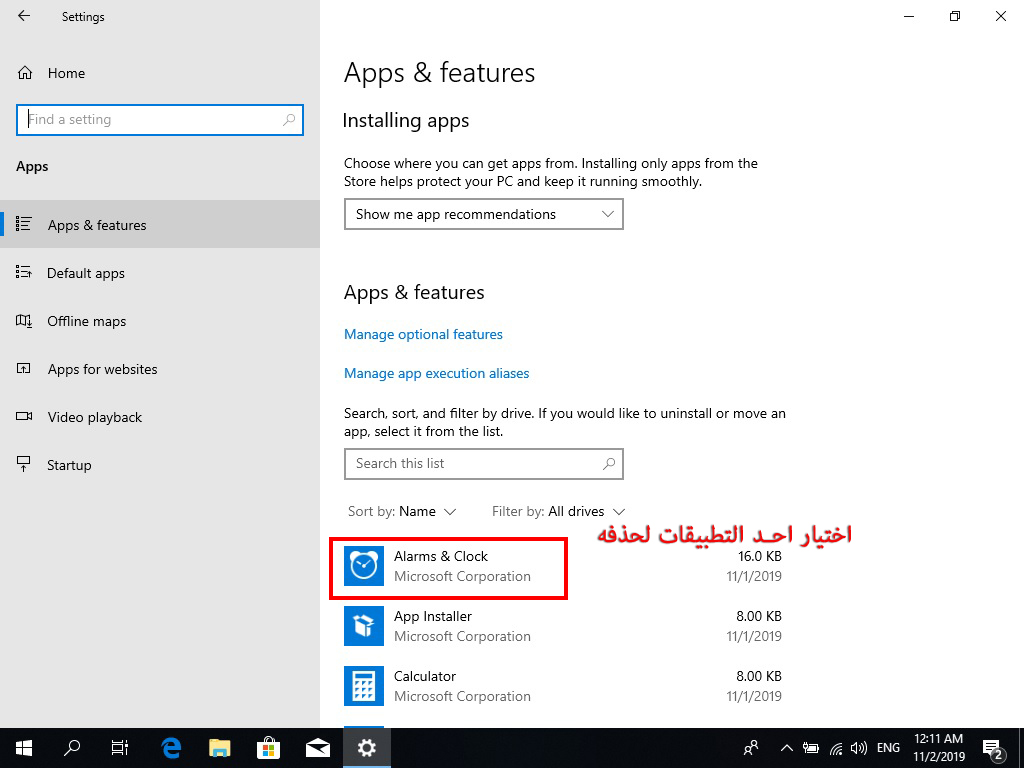 Settings
Home
Find a setting
Apps
Apps & features
Default apps
Offline maps
Apps for websites
Video playback
Startup
Apps & features
Installing apps
Choose where you can get apps from. Installing only apps from the
Store helps protect your PC and keep it running smoothly.
Show me app recommendations
Apps & features
Manage optional features
Manage app execution aliases
Search, sort, and filter by drive. If you would like to uninstall or move an
app, select it from the list.
Search this list
Sort by: Name
Filter by: All drives
اختيار احد التطبيقات لحذفه
Alarms & Clock
16.0 KB
Microsoft Corporation
11/1/2019
App Installer
8.00 KB
Microsoft Corporation
11/1/2019
Calculator
8.00 KB
Microsoft Corporation
11/1/2019
ENG
12:11 AM
11/2/2019
2